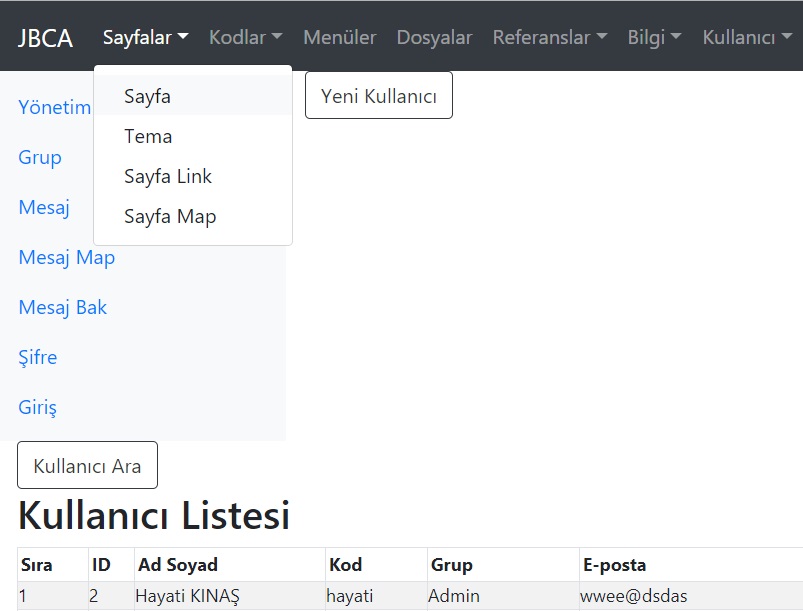 JBCA Sayfalar Kodlar Menüler Dosyalar Referanslar Bilgi Kullanıcı
Sayfa
Tema
Sayfa Link
Sayfa Map
Yeni Kullanıcı
Yönetim
Grup
Mesaj
Mesaj Map
Mesaj Bak
Şifre
Giriş
Kullanıcı Ara
Kullanıcı Listesi
Sıra ID Ad Soyad Kod Grup E-posta
1 2 Hayati KINAŞ hayati Admin wwee@dsdas